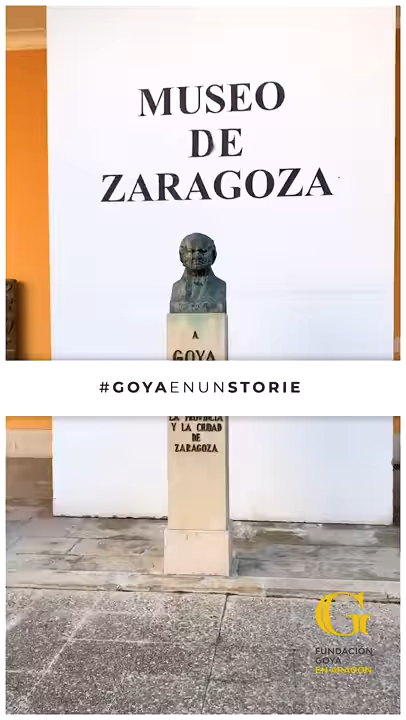 MUSEO
DE
ZARAGOZA
A
GOYA
#GOYAENUNSTORIE
LA PROVINCIA
Y LA CIUDAD
DE
ZARAGOZA
G
FUNDACIÓN
GOYA
EN ARAGÓN